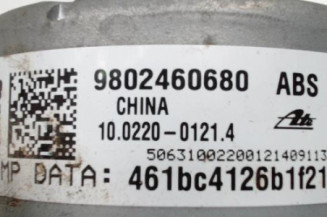 9802460680 ABS
CHINA
10.0220-0121.4 Ate
50631002200121409113
MP DATA: 461bc4126b1f21